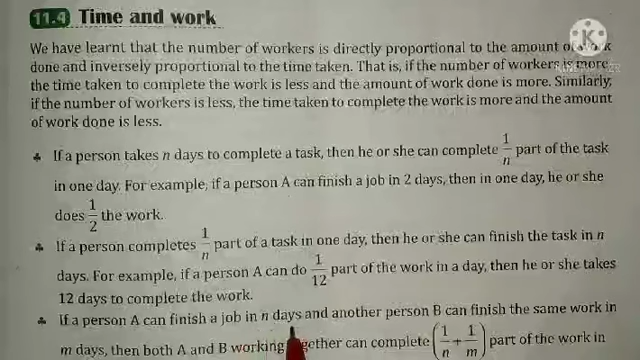 11.4 Time and work
We have learnt that the number of workers is directly proportional to the amount of work
done and inversely proportional to the time taken. That is, if the number of workers is more,
the time taken to complete the work is less and the amount of work done is more. Similarly,
if the number of workers is less, the time taken to complete the work is more and the amount
of work done is less.
♣ If a person takes n days to complete a task, then he or she can complete 1/n part of the task
in one day. For example, if a person A can finish a job in 2 days, then in one day, he or she
does 1/2 the work.
♣ If a person completes 1/n part of a task in one day, then he or she can finish the task in n
days. For example, if a person A can do 1/12 part of the work in a day, then he or she takes
12 days to complete the work.
♣ If a person A can finish a job in n days and another person B can finish the same work in
m days, then both A and B working together can complete (1/n + 1/m) part of the work in